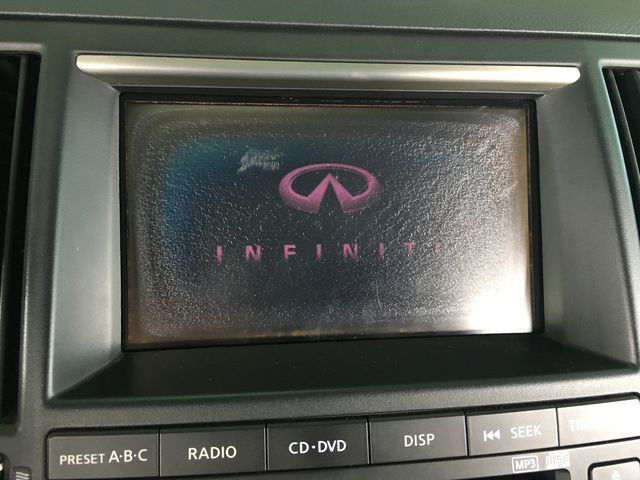 INFINITI
PRESET A·B·C
RADIO
CD·DVD
DISP
SEEK
MP3